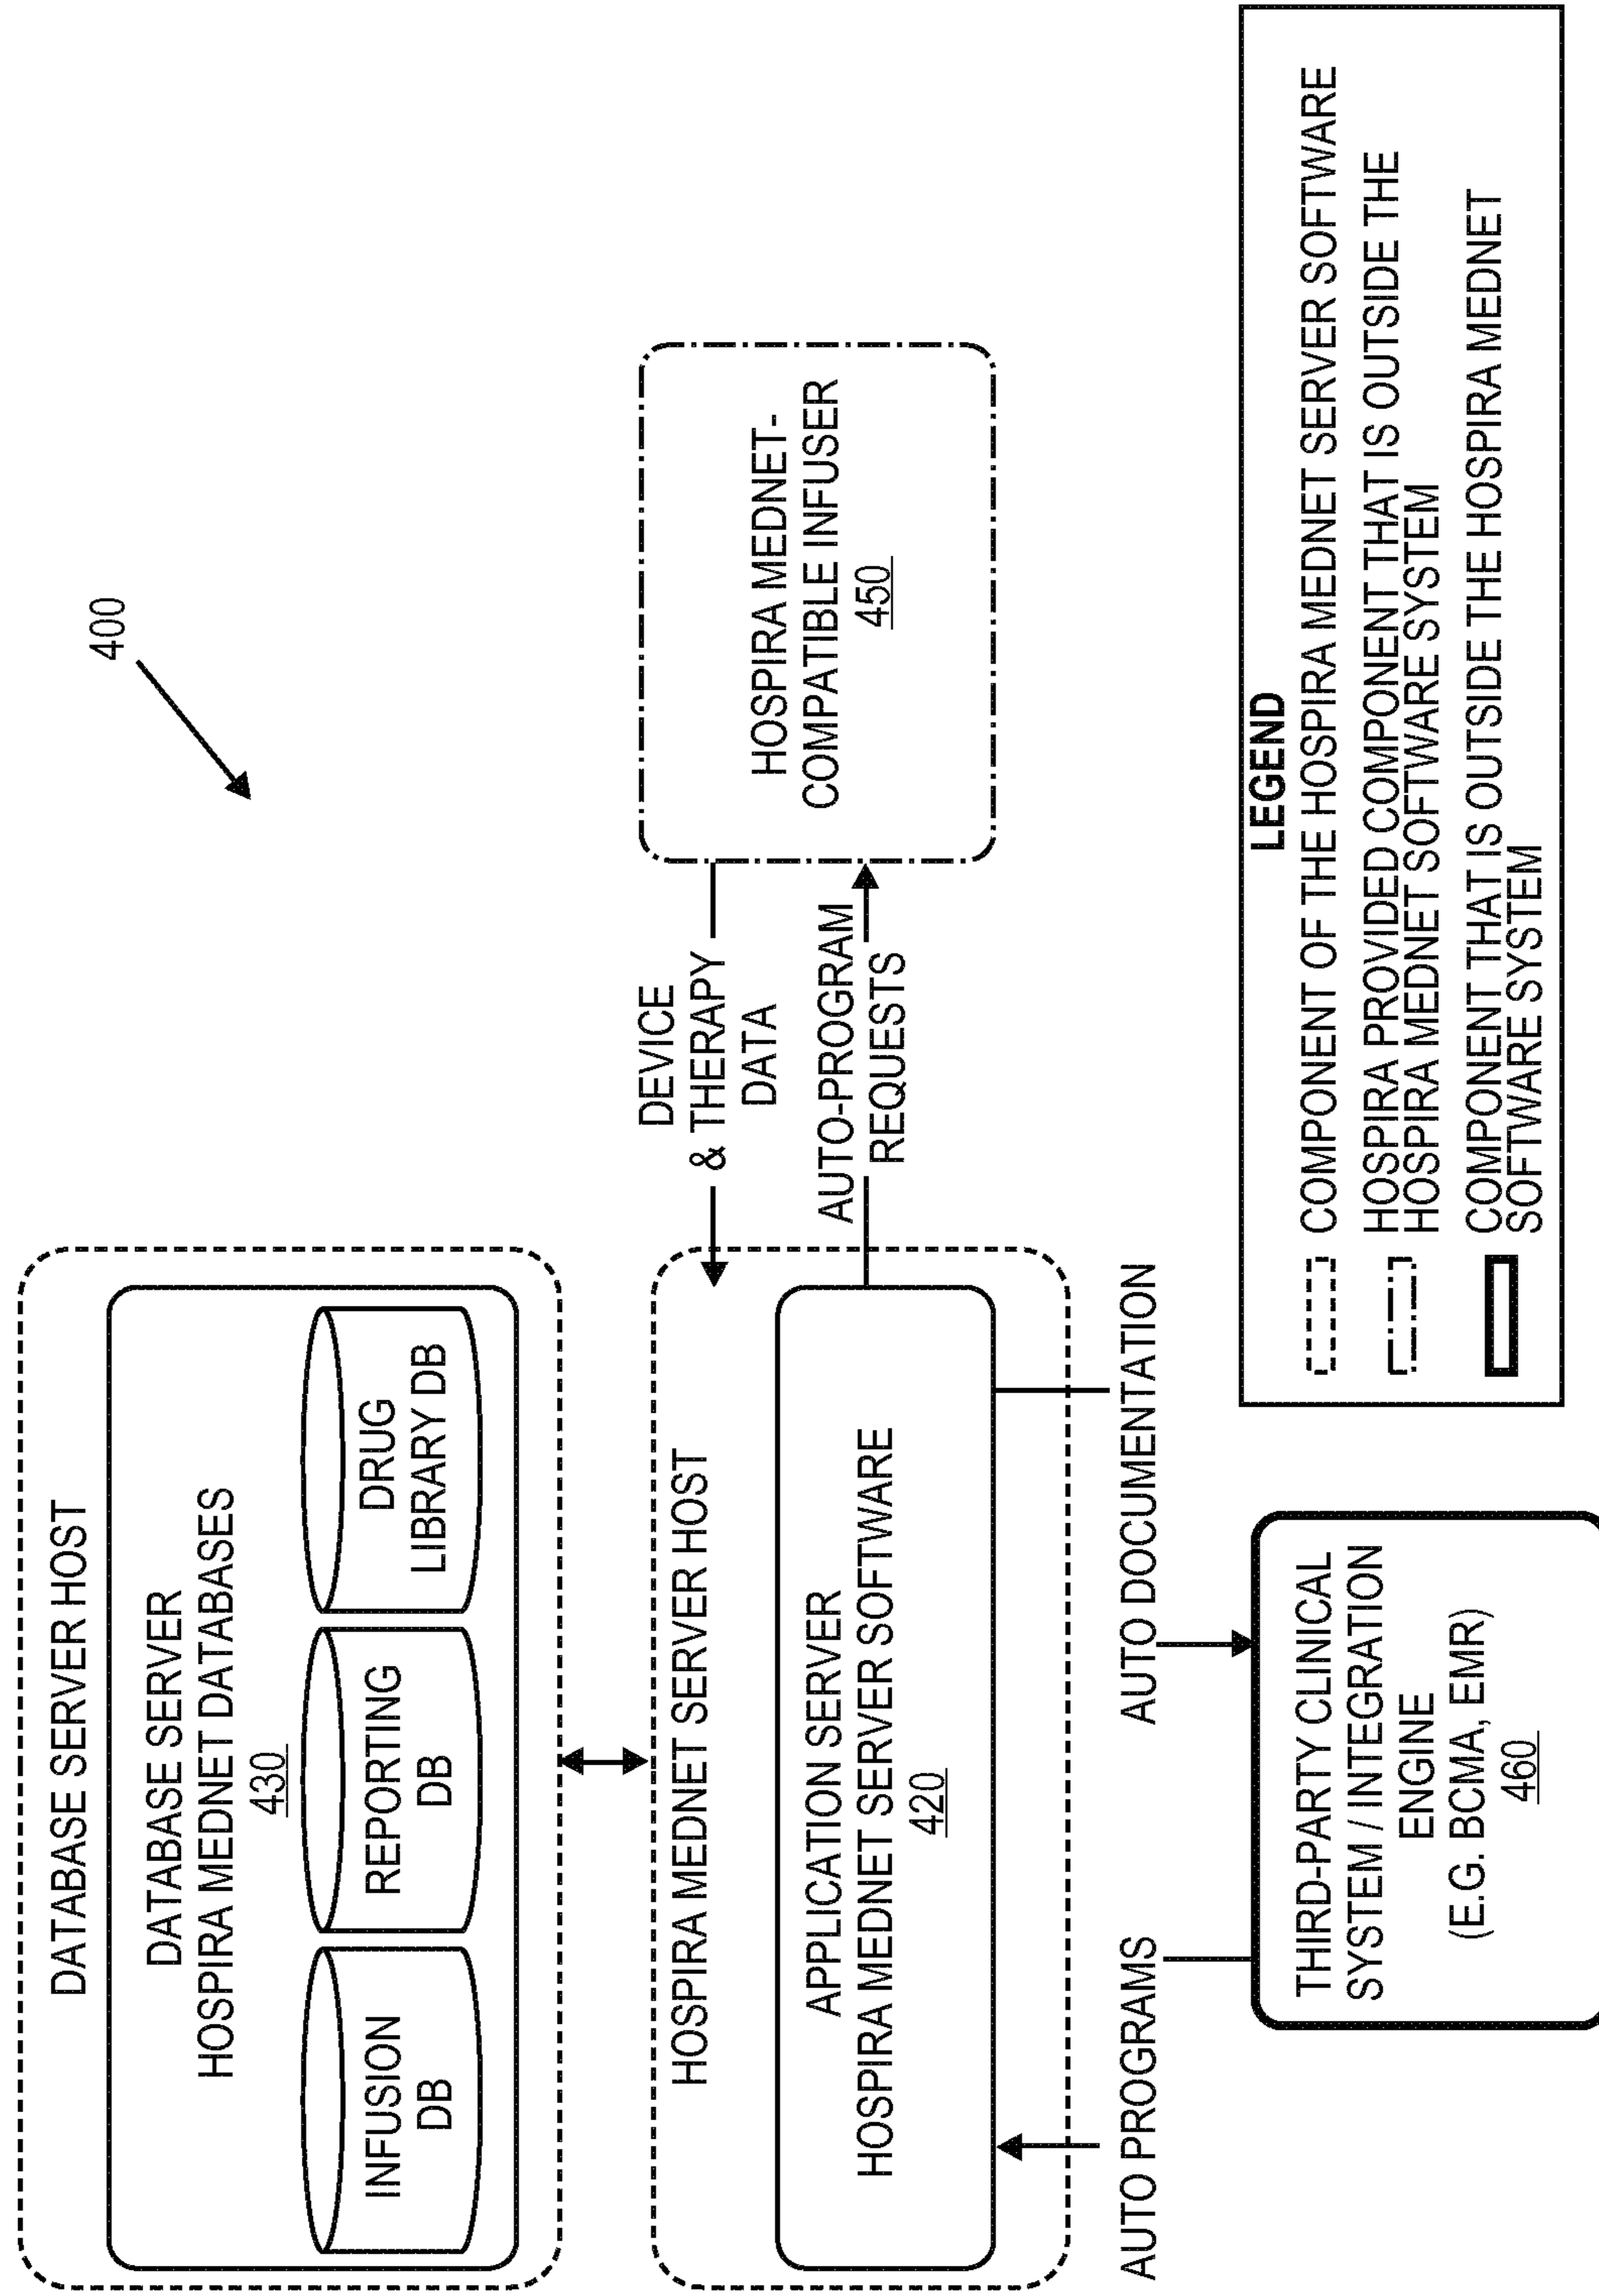 400
DATABASE SERVER HOST
DATABASE SERVER
HOSPIRA MEDNET DATABASES
430
INFUSION
DB
REPORTING
DB
DRUG
LIBRARY DB
HOSPIRA MEDNET SERVER HOST
APPLICATION SERVER
HOSPIRA MEDNET SERVER SOFTWARE
420
DEVICE
& THERAPY
DATA
AUTO-PROGRAM
REQUESTS
HOSPIRA MEDNET-
COMPATIBLE INFUSER
450
AUTO PROGRAMS
AUTO DOCUMENTATION
THIRD-PARTY CLINICAL
SYSTEM / INTEGRATION
ENGINE
(E.G. BCMA, EMR)
460
LEGEND
COMPONENT OF THE HOSPIRA MEDNET SERVER SOFTWARE
HOSPIRA PROVIDED COMPONENT THAT IS OUTSIDE THE
HOSPIRA MEDNET SOFTWARE SYSTEM
COMPONENT THAT IS OUTSIDE THE HOSPIRA MEDNET
SOFTWARE SYSTEM